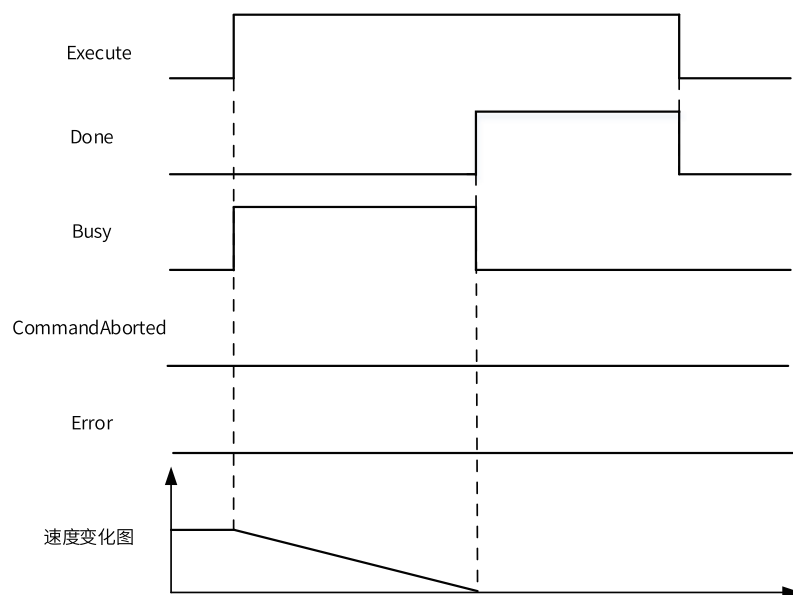 Execute
Done
Busy
CommandAborted
Error
速度变化图